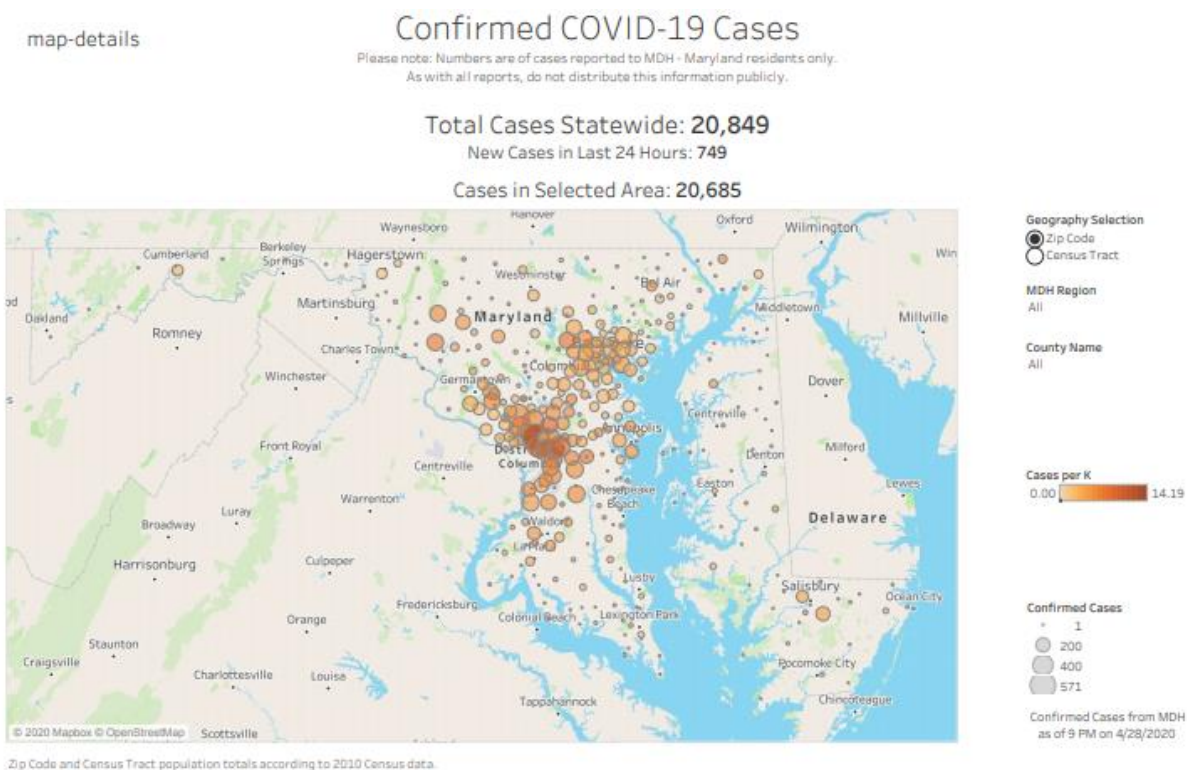 map-details
Confirmed COVID-19 Cases
Please note: Numbers are of cases reported to MDH - Maryland residents only.
As with all reports, do not distribute this information publicly.
Total Cases Statewide: 20,849
New Cases in Last 24 Hours: 749
Cases in Selected Area: 20,685
Hanover
Waynesboro
Oxford
Wilmington
Cumberland
Berkeley
Springs
Hagerstown
Win
Westminster
Bel Air
Martinsburg
Maryland
Middletown
Millville
Oakland
Romney
Charles Town
Columbia
Winchester
Germantown
Dover
Centreville
Annapolis
Front Royal
Centreville
Milford
Denton
Warrenton
Chesapeake
Beach
Easton
Lewes
Luray
Broadway
Waldorf
Delaware
Harrisonburg
Culpeper
La Plata
Lusby
Salisbury
Ocean City
Fredericksburg
Colonial Beach
Lexington Park
Orange
Staunton
Craigsville
Charlottesville
Louisa
Pocomoke City
Tappahannock
Chincoteague
Scottsville
© 2020 Mapbox © OpenStreetMap
Geography Selection
Zip Code
Census Tract
MDH Region
All
County Name
All
Cases per K
0.00 14.19
Confirmed Cases
1
200
400
571
Confirmed Cases from MDH
as of 9 PM on 4/28/2020
Zip Code and Census Tract population totals according to 2010 Census data.